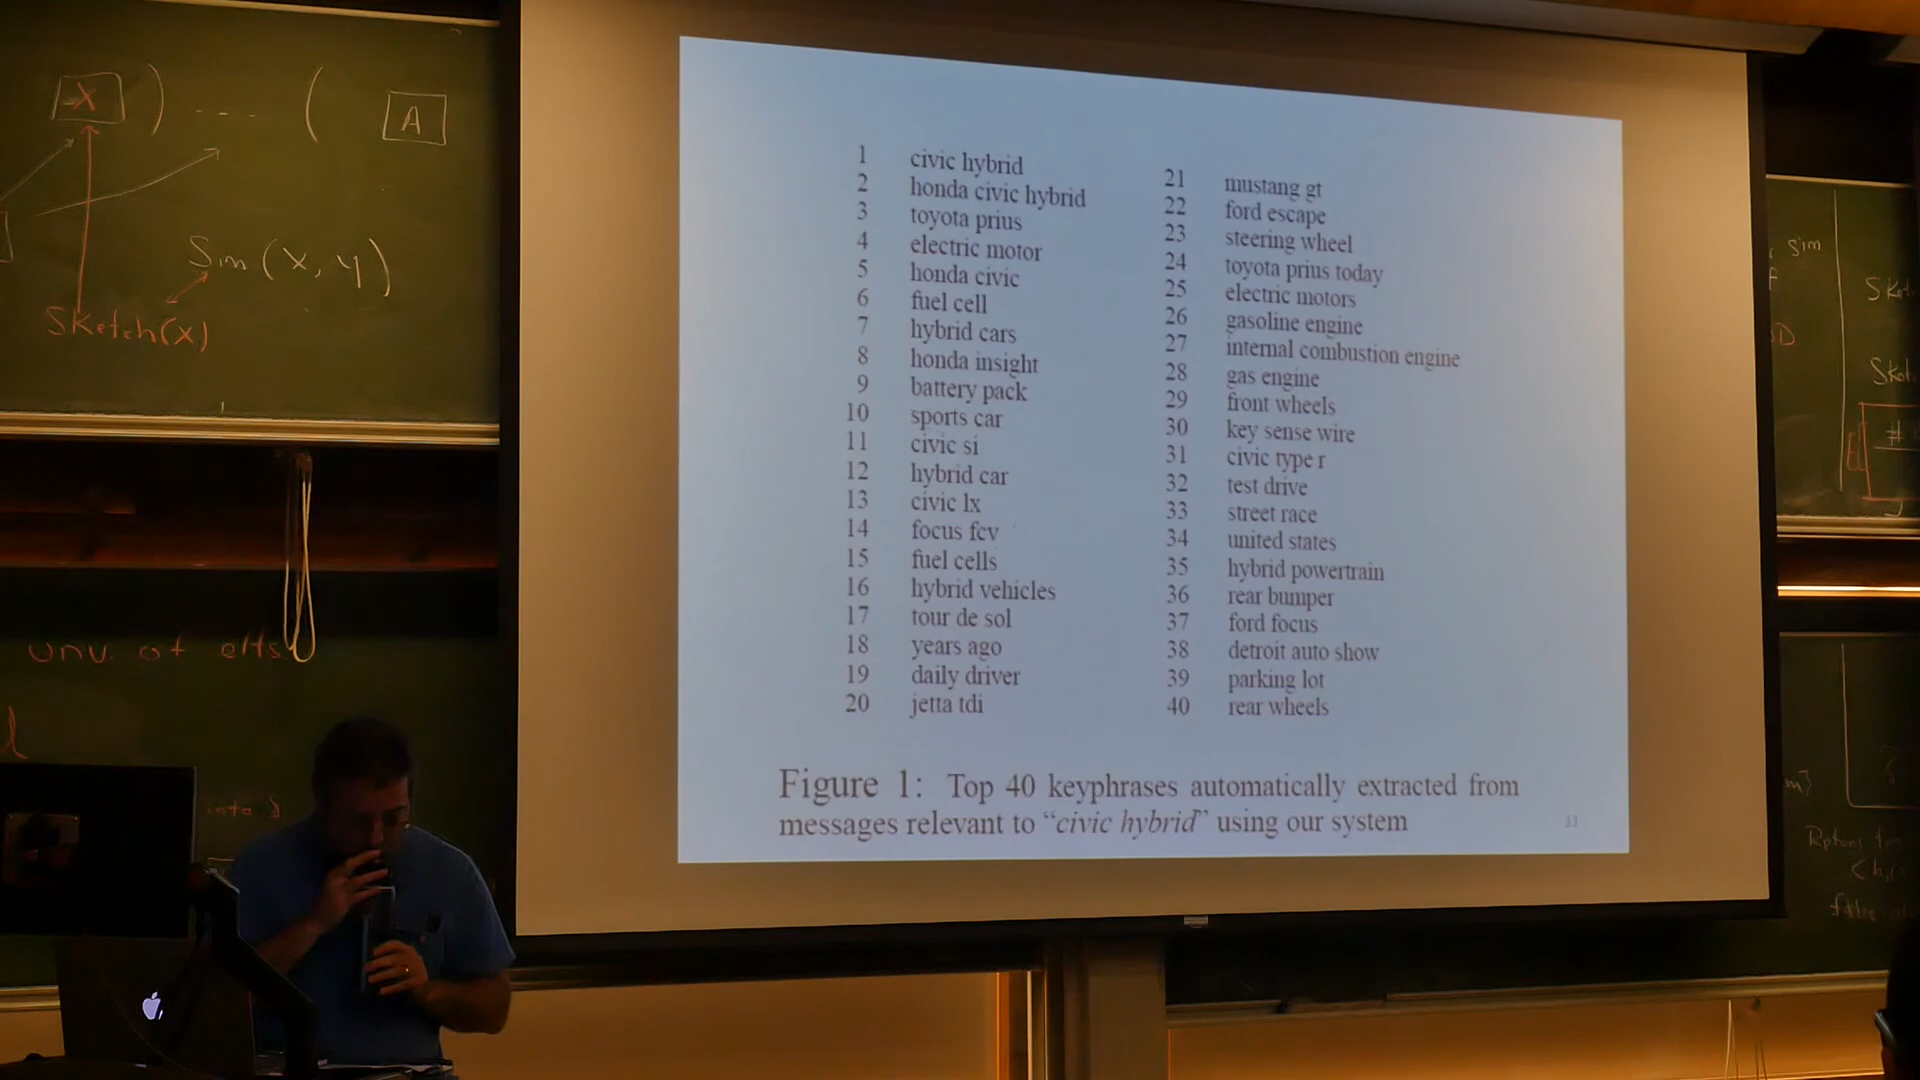 X ) --- ( A
Sim (x, y)
Sketch(x)
unv. of elts
into
1 civic hybrid
2 honda civic hybrid
3 toyota prius
4 electric motor
5 honda civic
6 fuel cell
7 hybrid cars
8 honda insight
9 battery pack
10 sports car
11 civic si
12 hybrid car
13 civic lx
14 focus fcv
15 fuel cells
16 hybrid vehicles
17 tour de sol
18 years ago
19 daily driver
20 jetta tdi
21 mustang gt
22 ford escape
23 steering wheel
24 toyota prius today
25 electric motors
26 gasoline engine
27 internal combustion engine
28 gas engine
29 front wheels
30 key sense wire
31 civic type r
32 test drive
33 street race
34 united states
35 hybrid powertrain
36 rear bumper
37 ford focus
38 detroit auto show
39 parking lot
40 rear wheels
Figure 1: Top 40 keyphrases automatically extracted from
messages relevant to “civic hybrid” using our system
33
sim
#
?